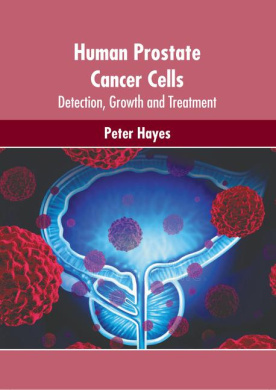 Human Prostate
Cancer Cells
Detection, Growth and Treatment
Peter Hayes